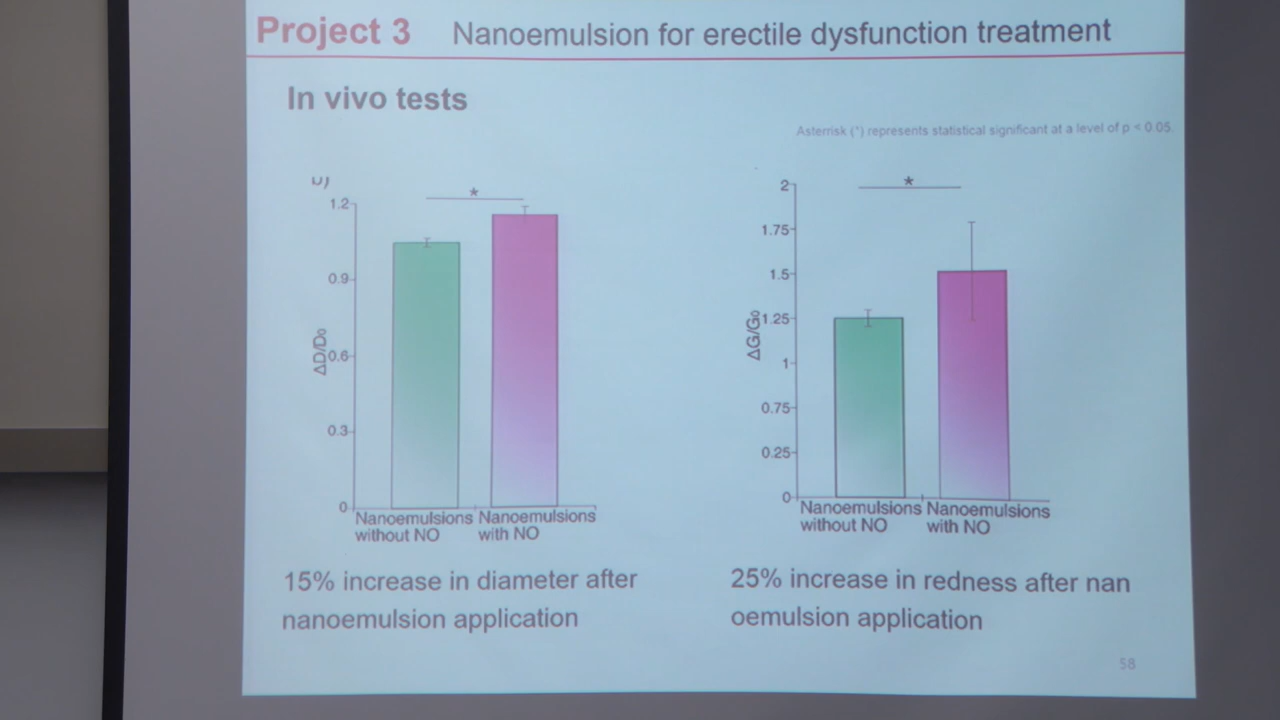 Project 3 Nanoemulsion for erectile dysfunction treatment
In vivo tests
Asterrisk (*) represents statistical significant at a level of p < 0.05.
*
1.2
0.9
0.6
0.3
0
ΔD/D₀
Nanoemulsions Nanoemulsions
without NO with NO
15% increase in diameter after
nanoemulsion application
*
2
1.75
1.5
1.25
1
0.75
0.25
0
ΔG/G₀
Nanoemulsions Nanoemulsions
without NO with NO
25% increase in redness after nan
oemulsion application
58